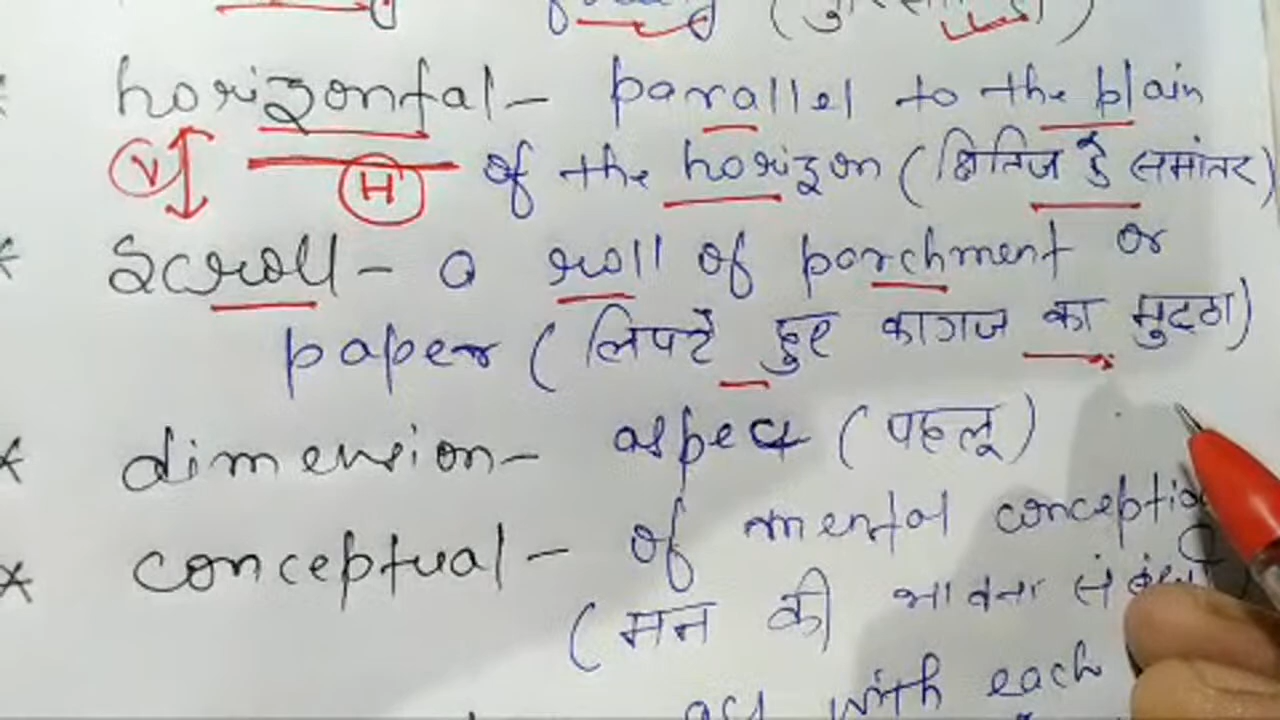 horizontal - parallel to the plain
V H of the horizon (क्षितिज के समांतर)
Scroll - a roll of parchment or
paper (लिपटे हुए कागज का मुट्ठा)
dimension - aspect (पहलू)
conceptual - of mental
(मन की भावना
with each